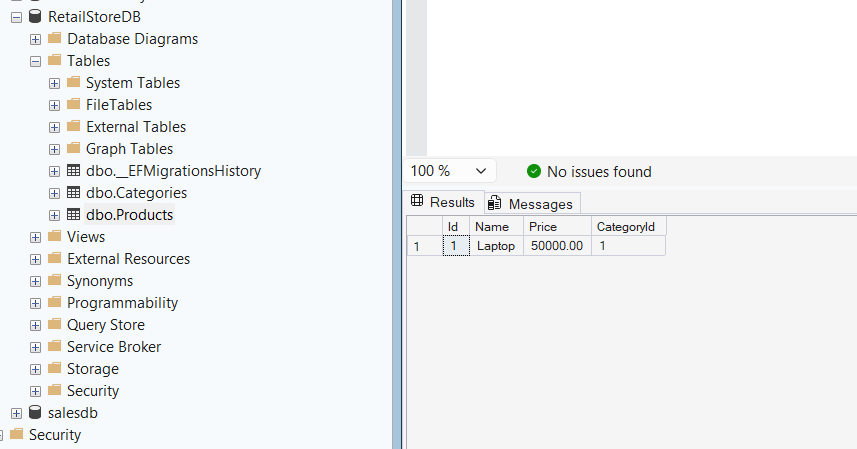 RetailStoreDB
Database Diagrams
Tables
System Tables
FileTables
External Tables
Graph Tables
dbo.__EFMigrationsHistory
dbo.Categories
dbo.Products
Views
External Resources
Synonyms
Programmability
Query Store
Service Broker
Storage
Security
salesdb
Security
100 %
No issues found
Results
Messages
Id Name Price CategoryId
1 1 Laptop 50000.00 1